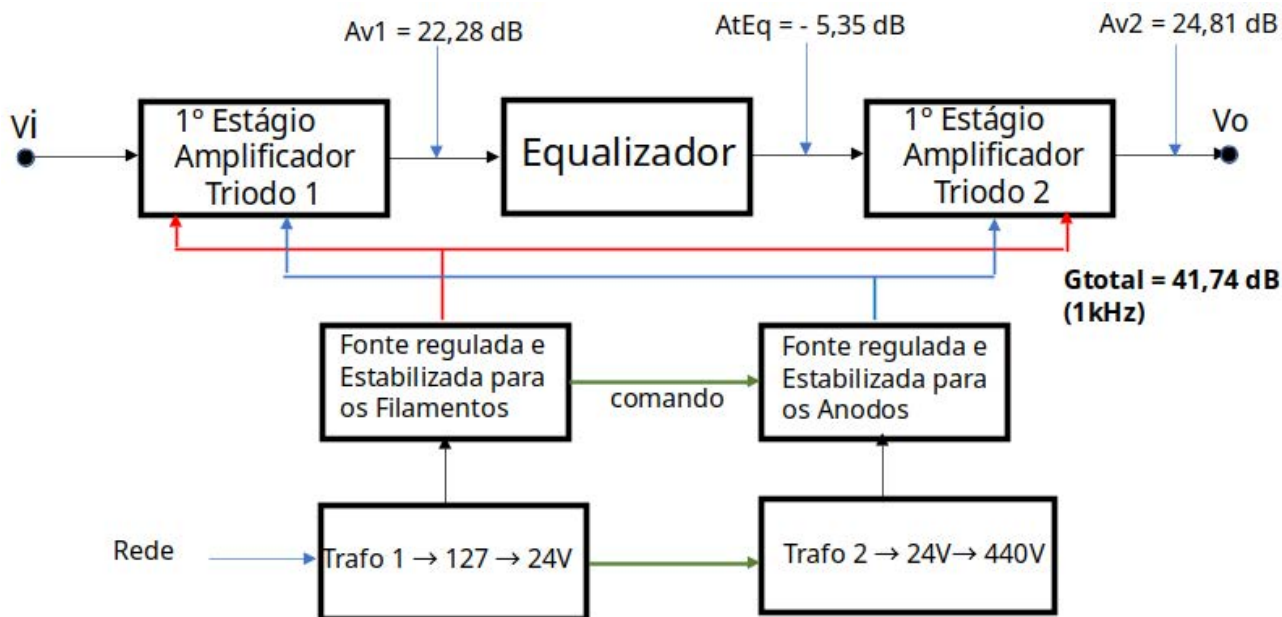 Av1 = 22,28 dB
AtEq = - 5,35 dB
Av2 = 24,81 dB
Vi
1º Estágio
Amplificador
Triodo 1
Equalizador
1º Estágio
Amplificador
Triodo 2
Vo
Gtotal = 41,74 dB
(1kHz)
Fonte regulada e
Estabilizada para
os Filamentos
comando
Fonte regulada e
Estabilizada para
os Anodos
Rede
Trafo 1 → 127 → 24V
Trafo 2 → 24V→ 440V